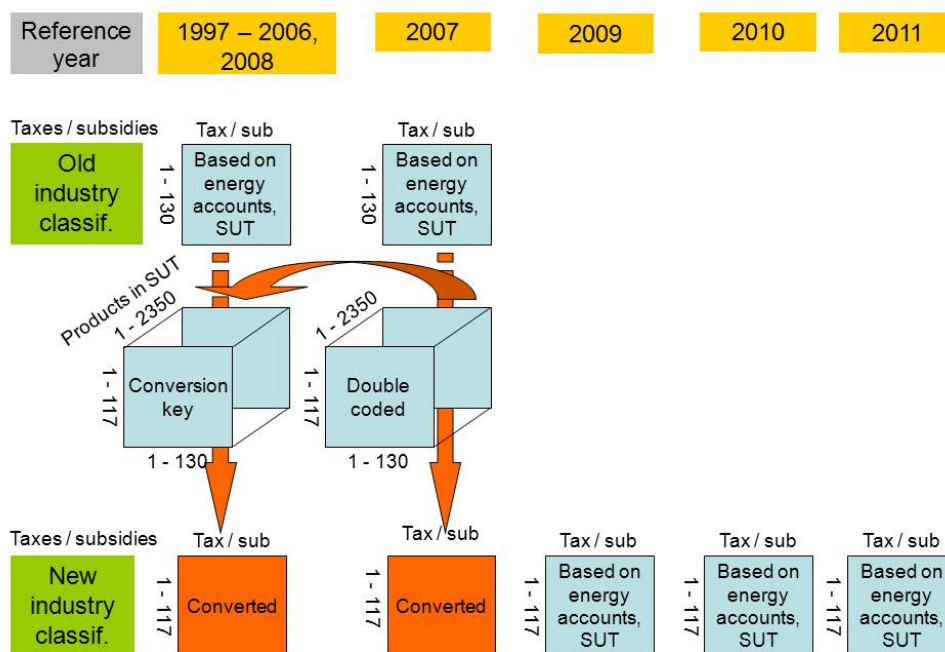 Reference
year
1997 – 2006,
2008
2007
2009
2010
2011
Taxes / subsidies
Tax / sub
Tax / sub
Old
industry
classif.
1 - 130
Based on
energy
accounts,
SUT
1 - 130
Based on
energy
accounts,
SUT
Products in SUT
1 - 2350
1 - 2350
1 - 117
Conversion
key
1 - 117
Double
coded
1 - 130
1 - 130
Taxes / subsidies
Tax / sub
Tax / sub
Tax / sub
Tax / sub
Tax / sub
New
industry
classif.
1 - 117
Converted
1 - 117
Converted
1 - 117
Based on
energy
accounts,
SUT
1 - 117
Based on
energy
accounts,
SUT
1 - 117
Based on
energy
accounts,
SUT